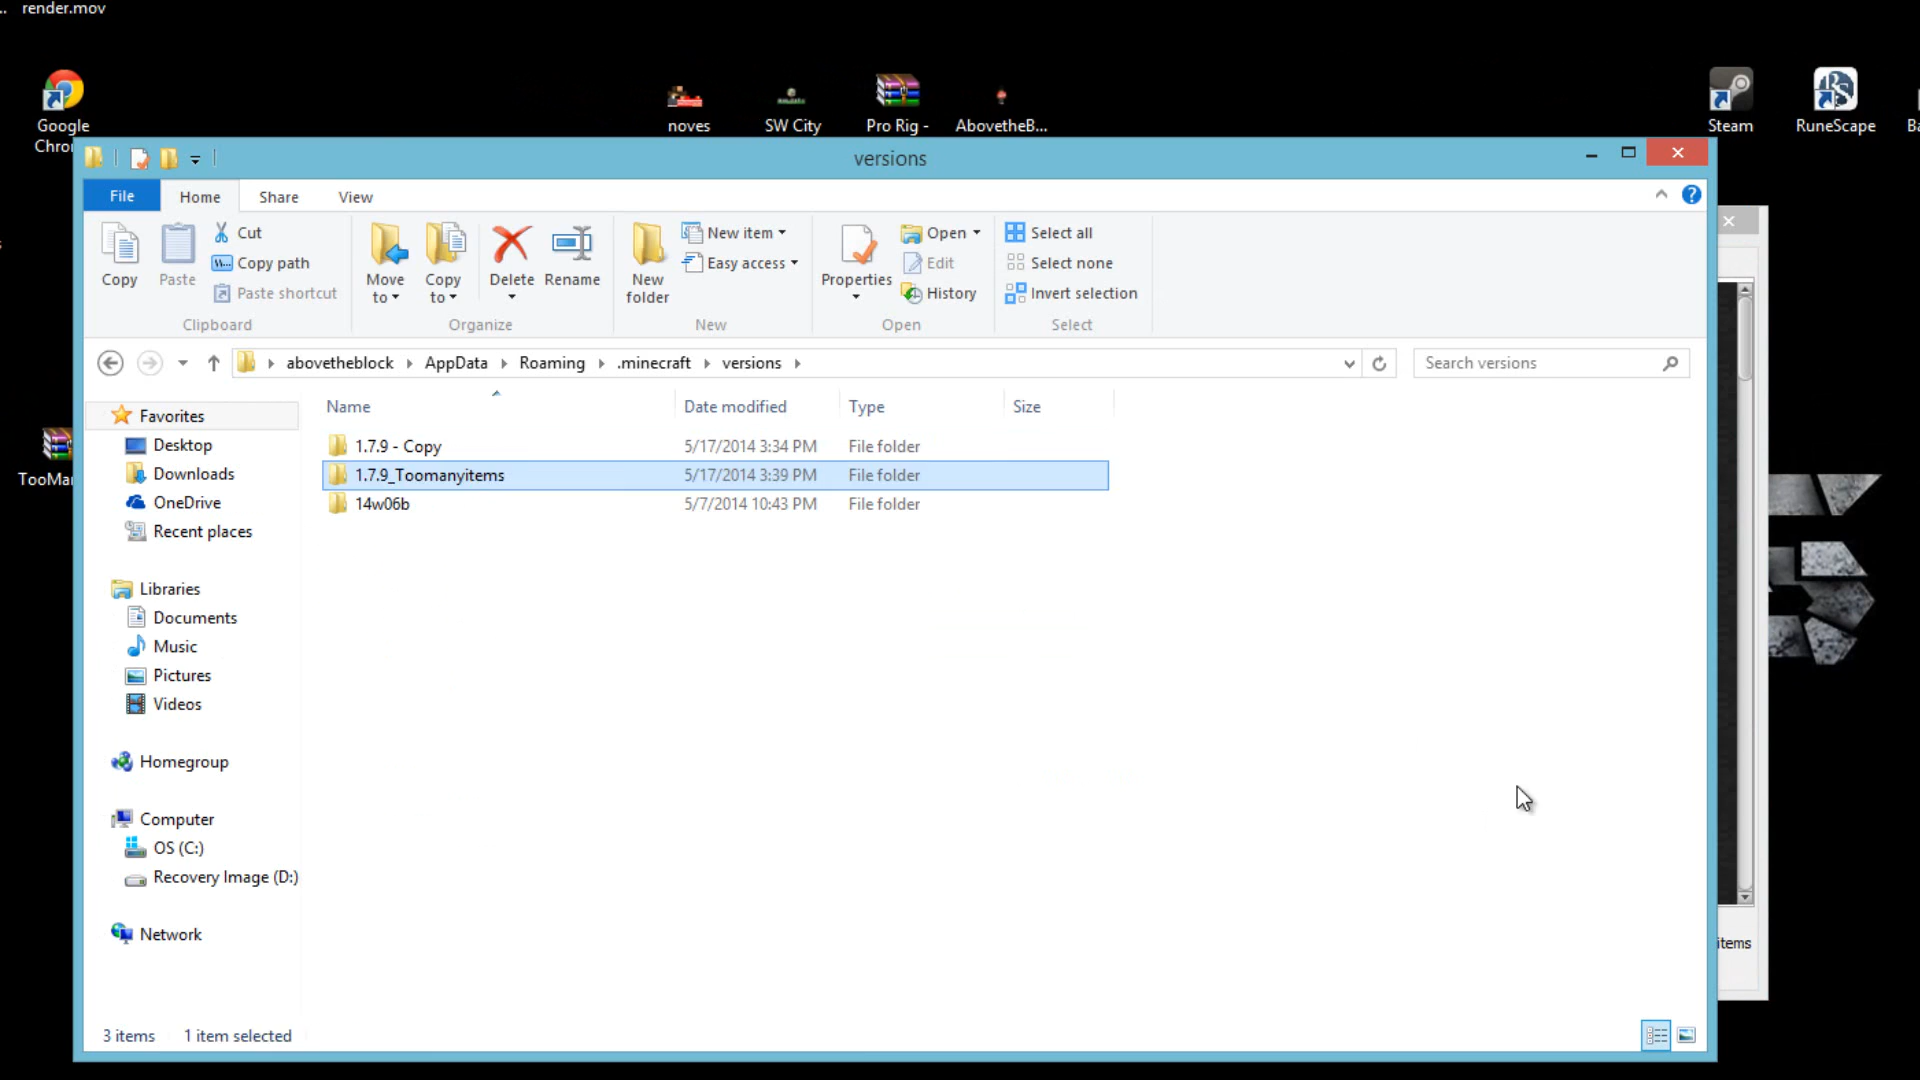 render.mov
Google
Chron
noves
SW City
Pro Rig -
AbovetheB...
Steam
RuneScape
Ba
versions
File
Home
Share
View
Copy
Paste
Cut
Copy path
Paste shortcut
Clipboard
Move
to
Copy
to
Delete
Rename
Organize
New
folder
New item
Easy access
New
Properties
Open
Edit
History
Open
Select all
Select none
Invert selection
Select
abovetheblock
AppData
Roaming
.minecraft
versions
Search versions
Name
Date modified
Type
Size
1.7.9 - Copy 5/17/2014 3:34 PM File folder
1.7.9_Toomanyitems 5/17/2014 3:39 PM File folder
14w06b 5/7/2014 10:43 PM File folder
Favorites
Desktop
Downloads
OneDrive
Recent places
Libraries
Documents
Music
Pictures
Videos
Homegroup
Computer
OS (C:)
Recovery Image (D:)
Network
TooMa
items
3 items 1 item selected